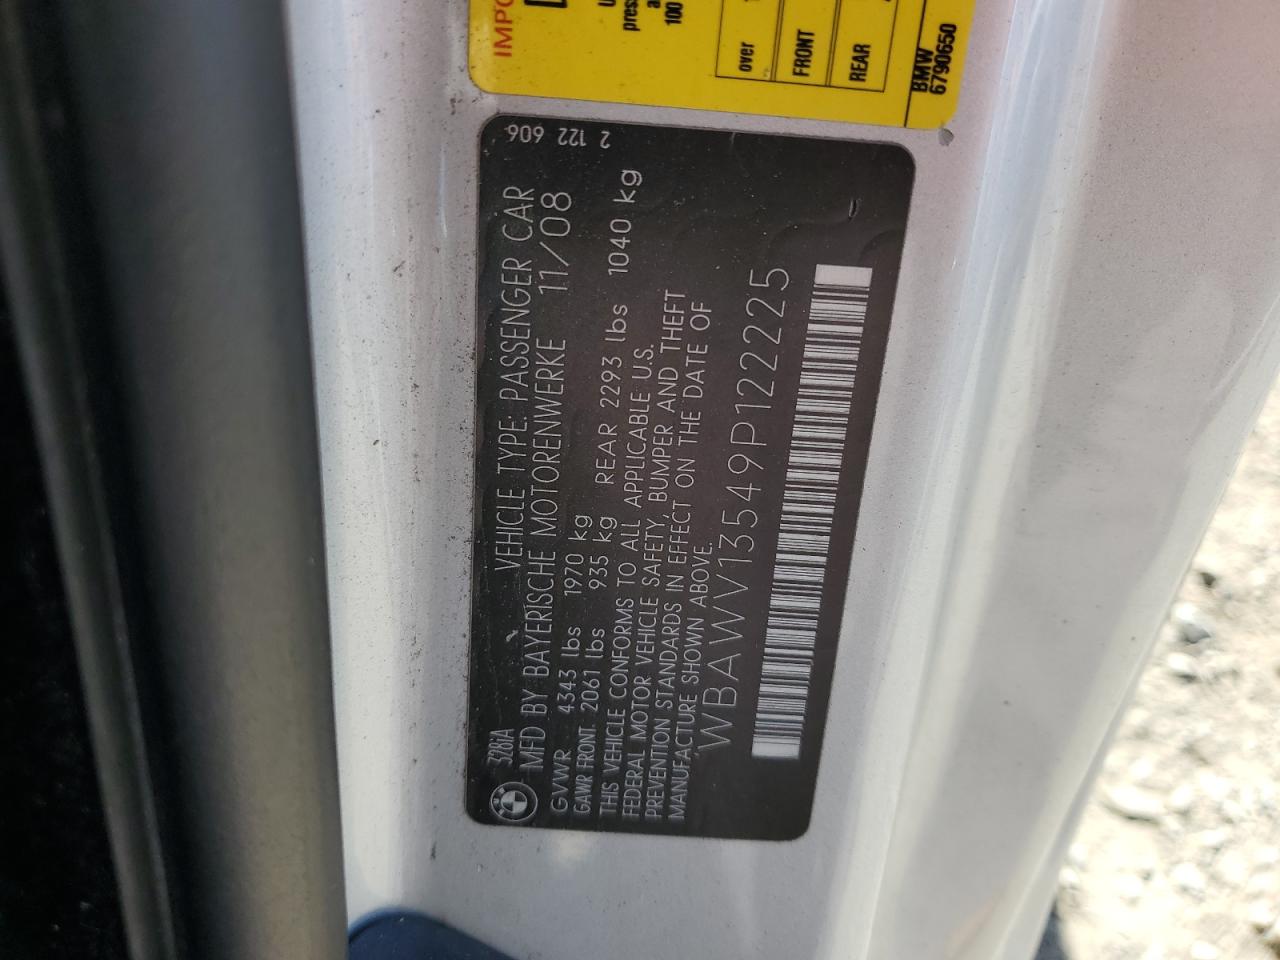 328iA VEHICLE TYPE: PASSENGER CAR
MFD BY BAYERISCHE MOTORENWERKE 11/08
GVWR 4343 lbs 1970 kg
GAWR FRONT 2061 lbs 935 kg REAR 2293 lbs 1040 kg
THIS VEHICLE CONFORMS TO ALL APPLICABLE U.S.
FEDERAL MOTOR VEHICLE SAFETY, BUMPER AND THEFT
PREVENTION STANDARDS IN EFFECT ON THE DATE OF
MANUFACTURE SHOWN ABOVE.
WBAWV13549P12225
2 122 606
over
FRONT
REAR
100
BMW
6790650